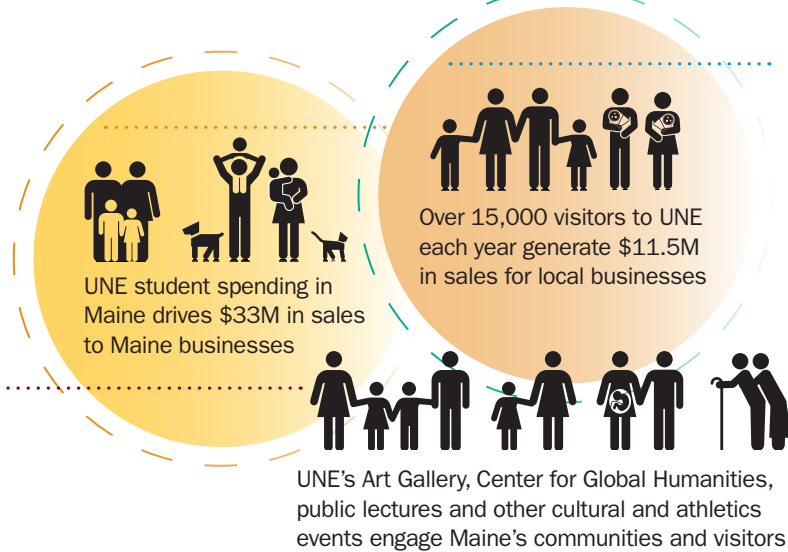 UNE student spending in
Maine drives $33M in sales
to Maine businesses
Over 15,000 visitors to UNE
each year generate $11.5M
in sales for local businesses
UNE’s Art Gallery, Center for Global Humanities,
public lectures and other cultural and athletics
events engage Maine’s communities and visitors